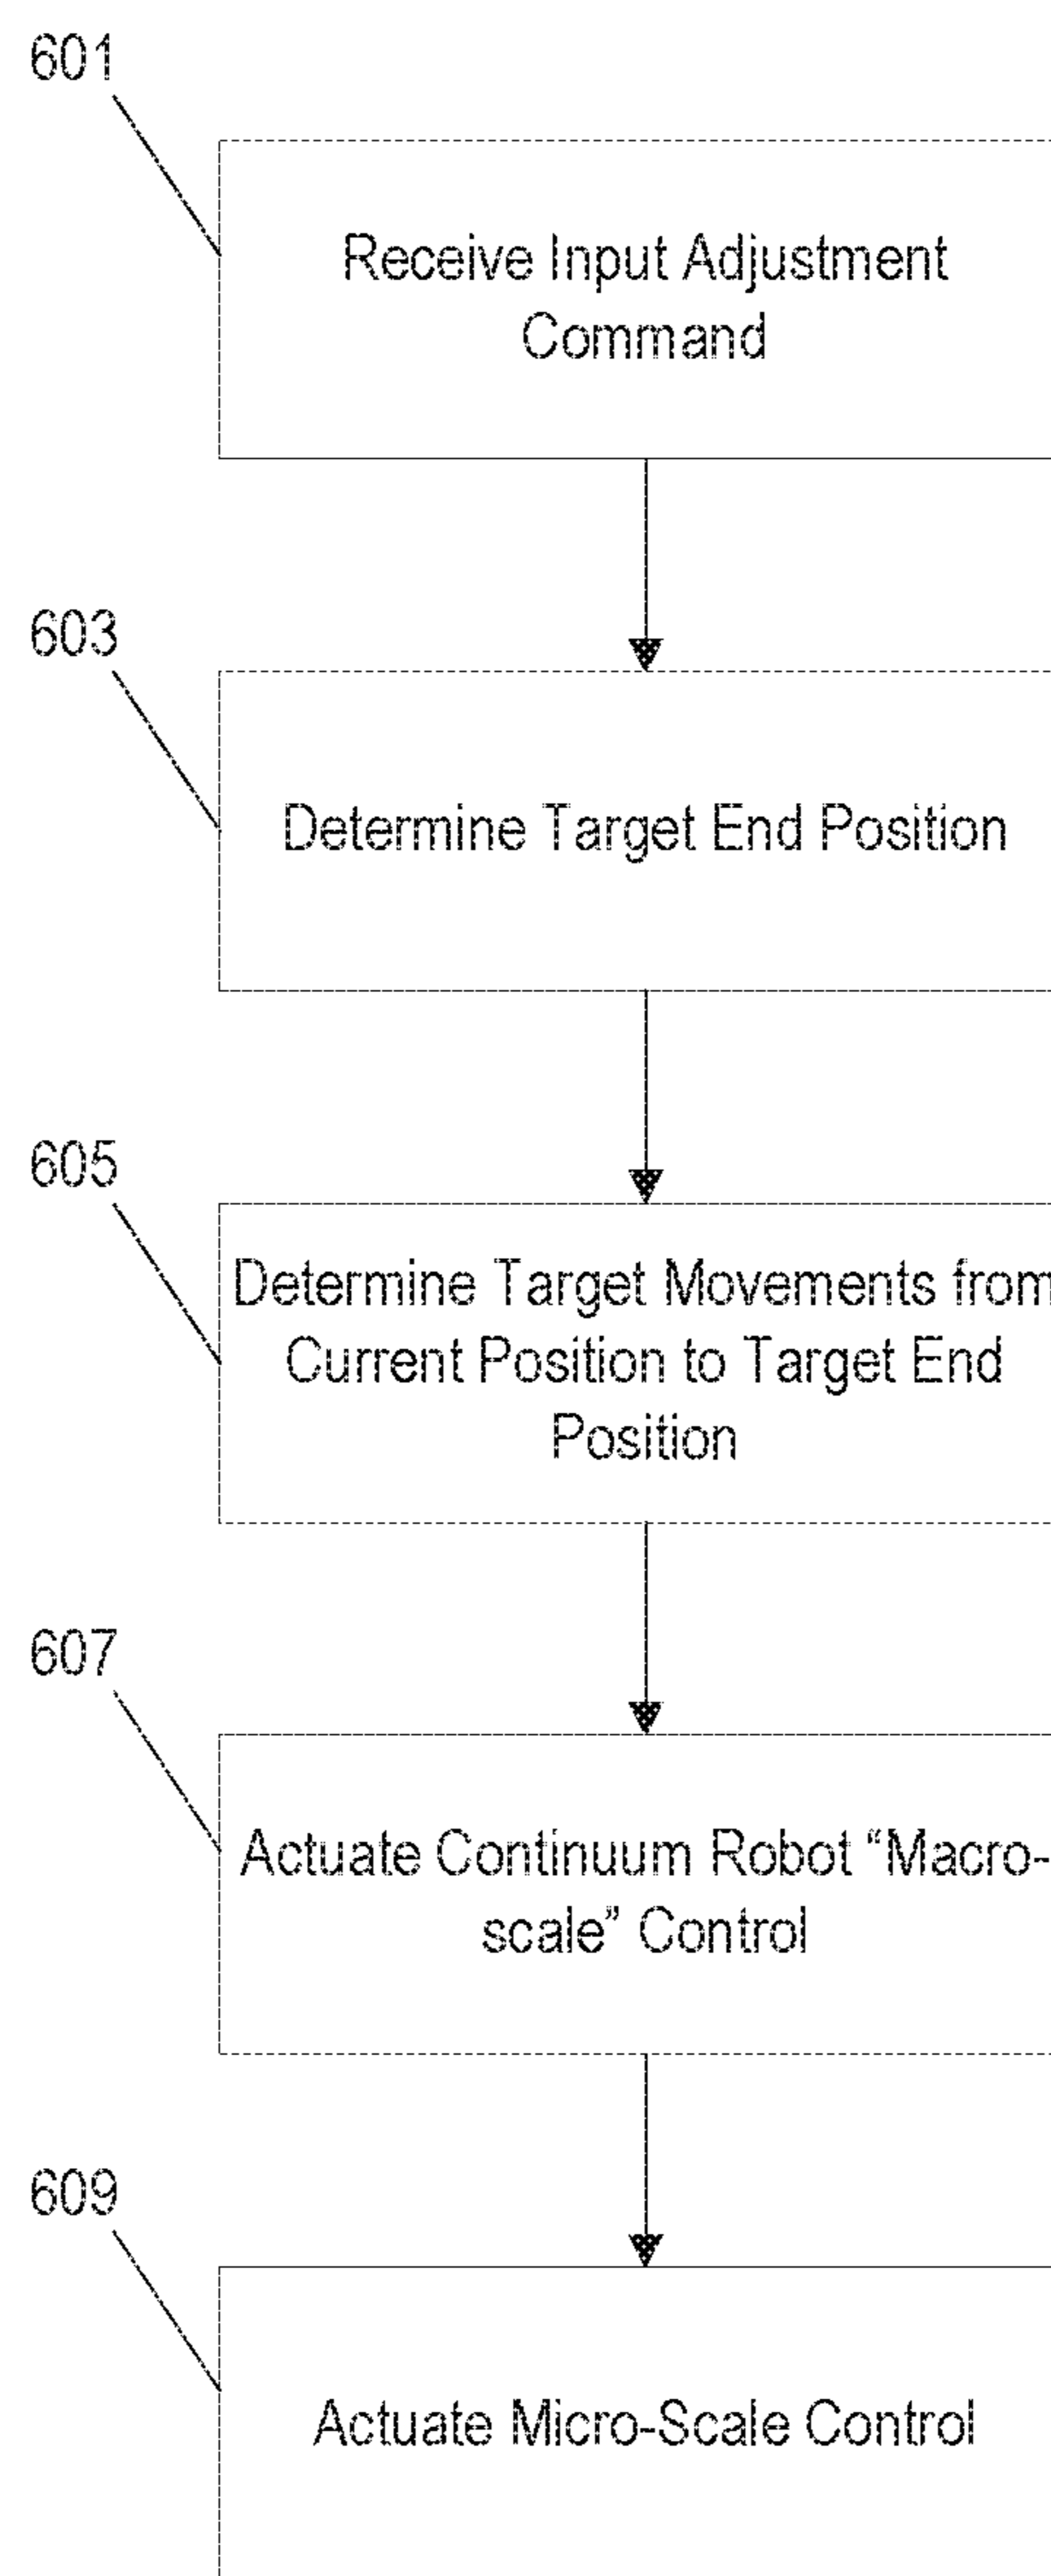 601
Receive Input Adjustment
Command
603
Determine Target End Position
605
Determine Target Movements from
Current Position to Target End
Position
607
Actuate Continuum Robot “Macro-
scale” Control
609
Actuate Micro-Scale Control